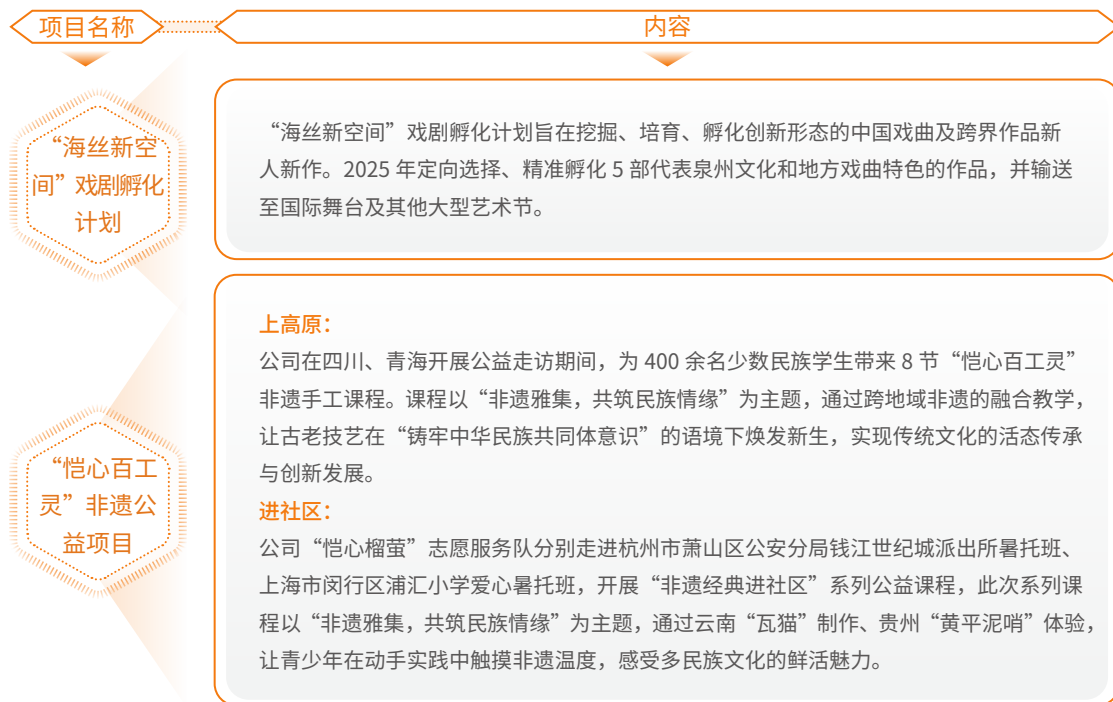 项目名称
内容
“海丝新空
间”戏剧孵化
计划
“海丝新空间”戏剧孵化计划旨在挖掘、培育、孵化创新形态的中国戏曲及跨界作品新
人新作。2025 年定向选择、精准孵化 5 部代表泉州文化和地方戏曲特色的作品，并输送
至国际舞台及其他大型艺术节。
“恺心百工
灵”非遗公
益项目
上高原：
公司在四川、青海开展公益走访期间，为 400 余名少数民族学生带来 8 节“恺心百工灵”
非遗手工课程。课程以“非遗雅集，共筑民族情缘”为主题，通过跨地域非遗的融合教学，
让古老技艺在“铸牢中华民族共同体意识”的语境下焕发新生，实现传统文化的活态传承
与创新发展。
进社区：
公司“恺心榴萤”志愿服务队分别走进杭州市萧山区公安分局钱江世纪城派出所暑托班、
上海市闵行区浦汇小学爱心暑托班，开展“非遗经典进社区”系列公益课程，此次系列课
程以“非遗雅集，共筑民族情缘”为主题，通过云南“瓦猫”制作、贵州“黄平泥哨”体验，
让青少年在动手实践中触摸非遗温度，感受多民族文化的鲜活魅力。